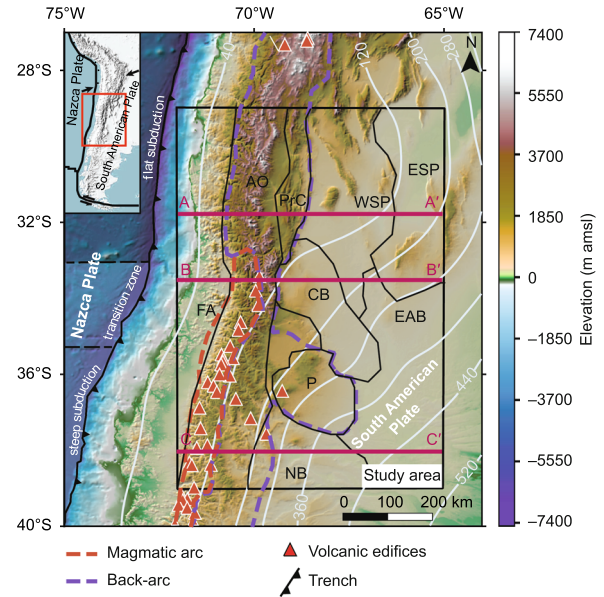 75°W
70°W
65°W
28°S
32°S
36°S
40°S
Nazca Plate
South American Plate
flat subduction
10
120
200
280
N
AO
PrC
WSP
ESP
A
A′
B
B′
Nazca Plate
transition zone
FA
CB
EAB
P
South American
Plate
440
steep subduction
C
C′
NB
Study area
520
360
0 100 200 km
7400
5550
3700
1850
0
−1850
−3700
−5550
−7400
Elevation (m amsl)
Magmatic arc
Volcanic edifices
Back-arc
Trench